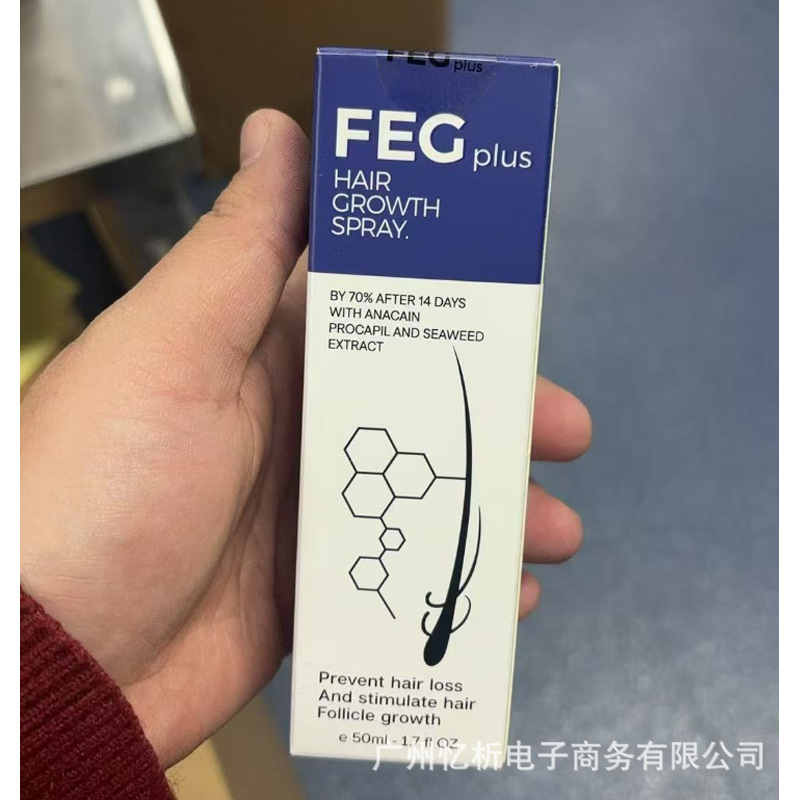 FEG plus
FEG plus
HAIR
GROWTH
SPRAY.
BY 70% AFTER 14 DAYS
WITH ANACAIN
PROCAPIL AND SEAWEED
EXTRACT
Prevent hair loss
And stimulate hair
Follicle growth
e 50ml - 1.7 fl OZ
广州忆析电子商务有限公司